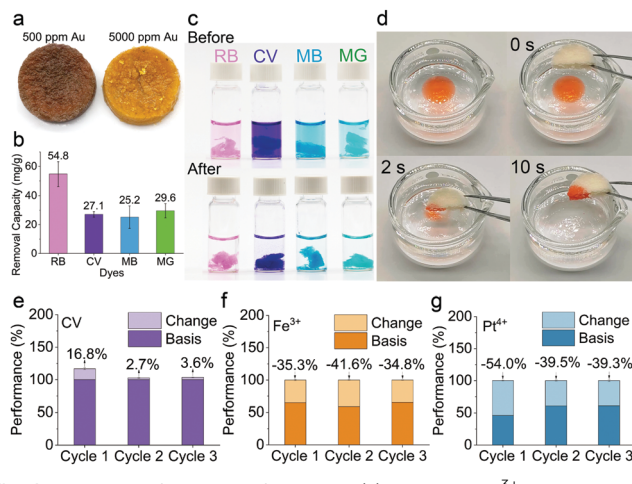 a
500 ppm Au 5000 ppm Au
b
Removal Capacity (mg/g)
60
40
20
0
54.8
27.1
25.2
29.6
RB CV MB MG
Dyes
c
Before
RB CV MB MG
After
d
0 s
2 s
10 s
e
Performance (%)
150
100
50
0
CV
Change
Basis
16.8%
2.7%
3.6%
Cycle 1 Cycle 2 Cycle 3
f
Performance (%)
200
150
100
50
0
Fe³⁺
Change
Basis
-35.3%
-41.6%
-34.8%
Cycle 1 Cycle 2 Cycle 3
g
Performance (%)
200
150
100
50
0
Pt⁴⁺
Change
Basis
-54.0%
-39.5%
-39.3%
Cycle 1 Cycle 2 Cycle 3